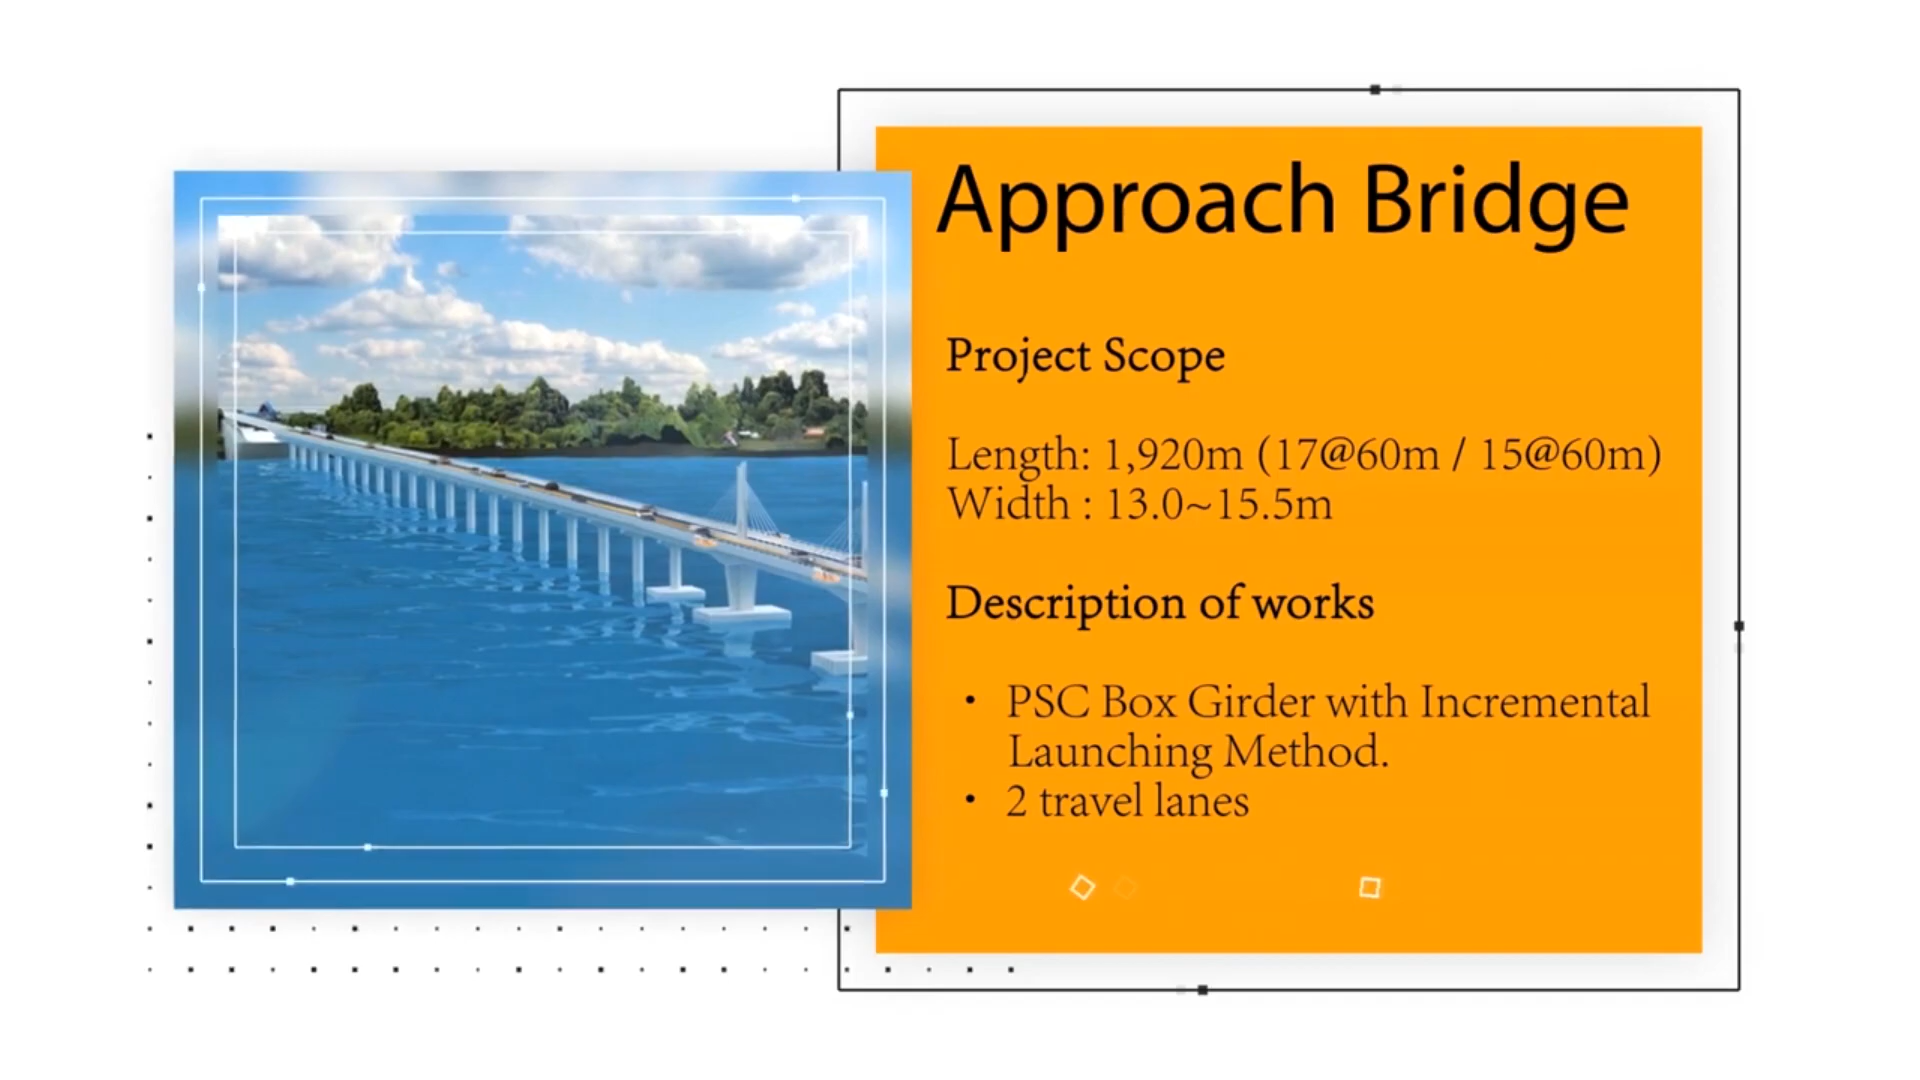 Approach Bridge
Project Scope
Length: 1,920m (17@60m / 15@60m)
Width : 13.0~15.5m
Description of works
• PSC Box Girder with Incremental
Launching Method.
• 2 travel lanes